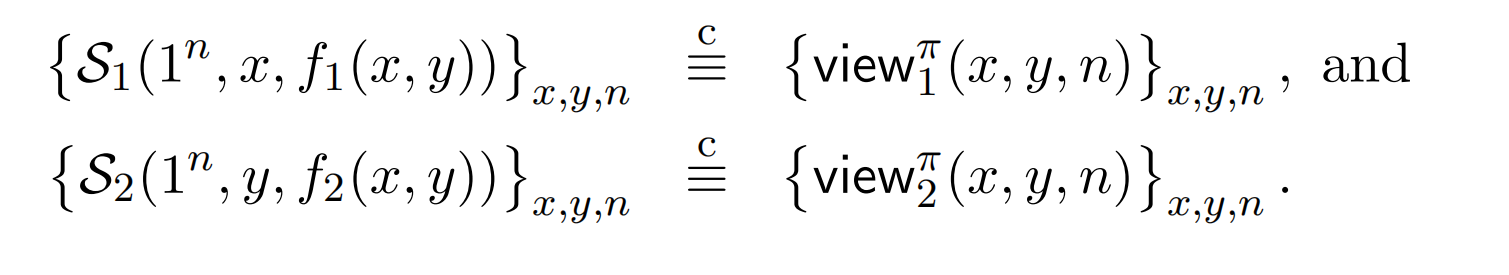 {𝒮₁(1ⁿ, x, f₁(x, y))}_{x,y,n} ≡^c {view₁^π(x, y, n)}_{x,y,n} , and
{𝒮₂(1ⁿ, y, f₂(x, y))}_{x,y,n} ≡^c {view₂^π(x, y, n)}_{x,y,n} .